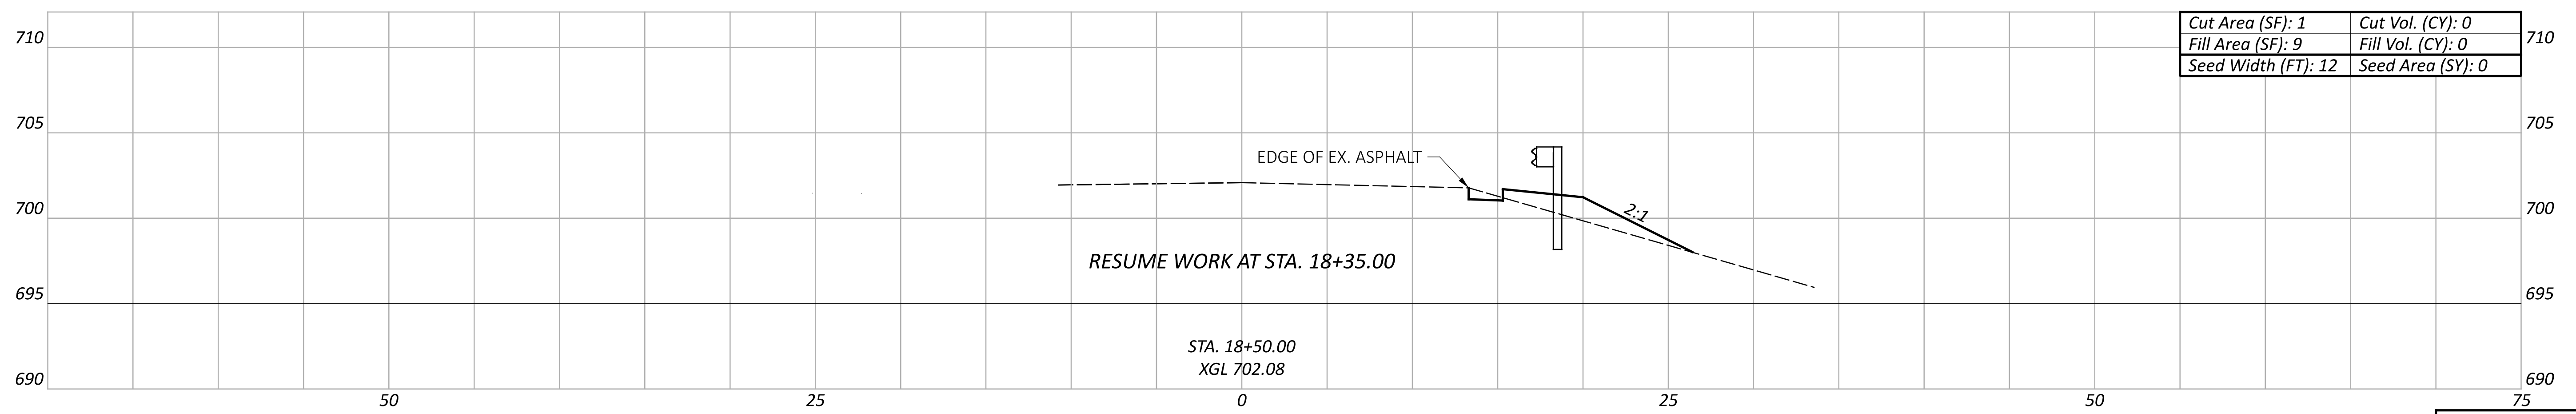 Cut Area (SF): 1 Cut Vol. (CY): 0
Fill Area (SF): 9 Fill Vol. (CY): 0
Seed Width (FT): 12 Seed Area (SY): 0
710 710
705 705
EDGE OF EX. ASPHALT
700 2:1 700
RESUME WORK AT STA. 18+35.00
695 695
STA. 18+50.00
XGL 702.08
690 690
50 25 0 25 50 75